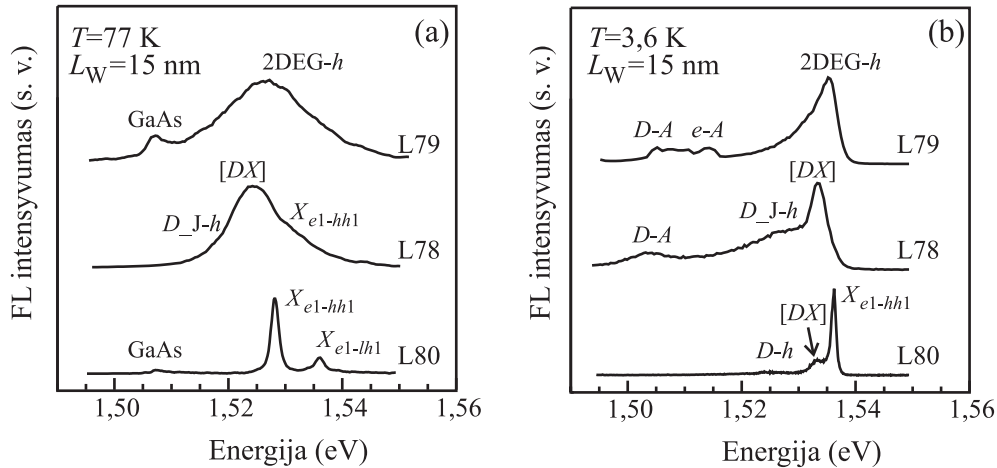 T=77 K
L_W=15 nm
(a)
2DEG-h
GaAs
L79
[DX]
D_J-h
X_e1-hh1
L78
X_e1-hh1
X_e1-lh1
GaAs
L80
FL intensyvumas (s. v.)
1,50 1,52 1,54 1,56
Energija (eV)
T=3,6 K
L_W=15 nm
(b)
2DEG-h
D-A e-A
L79
[DX]
D_J-h
D-A
L78
X_e1-hh1
[DX]
D-h
L80
FL intensyvumas (s. v.)
1,50 1,52 1,54 1,56
Energija (eV)